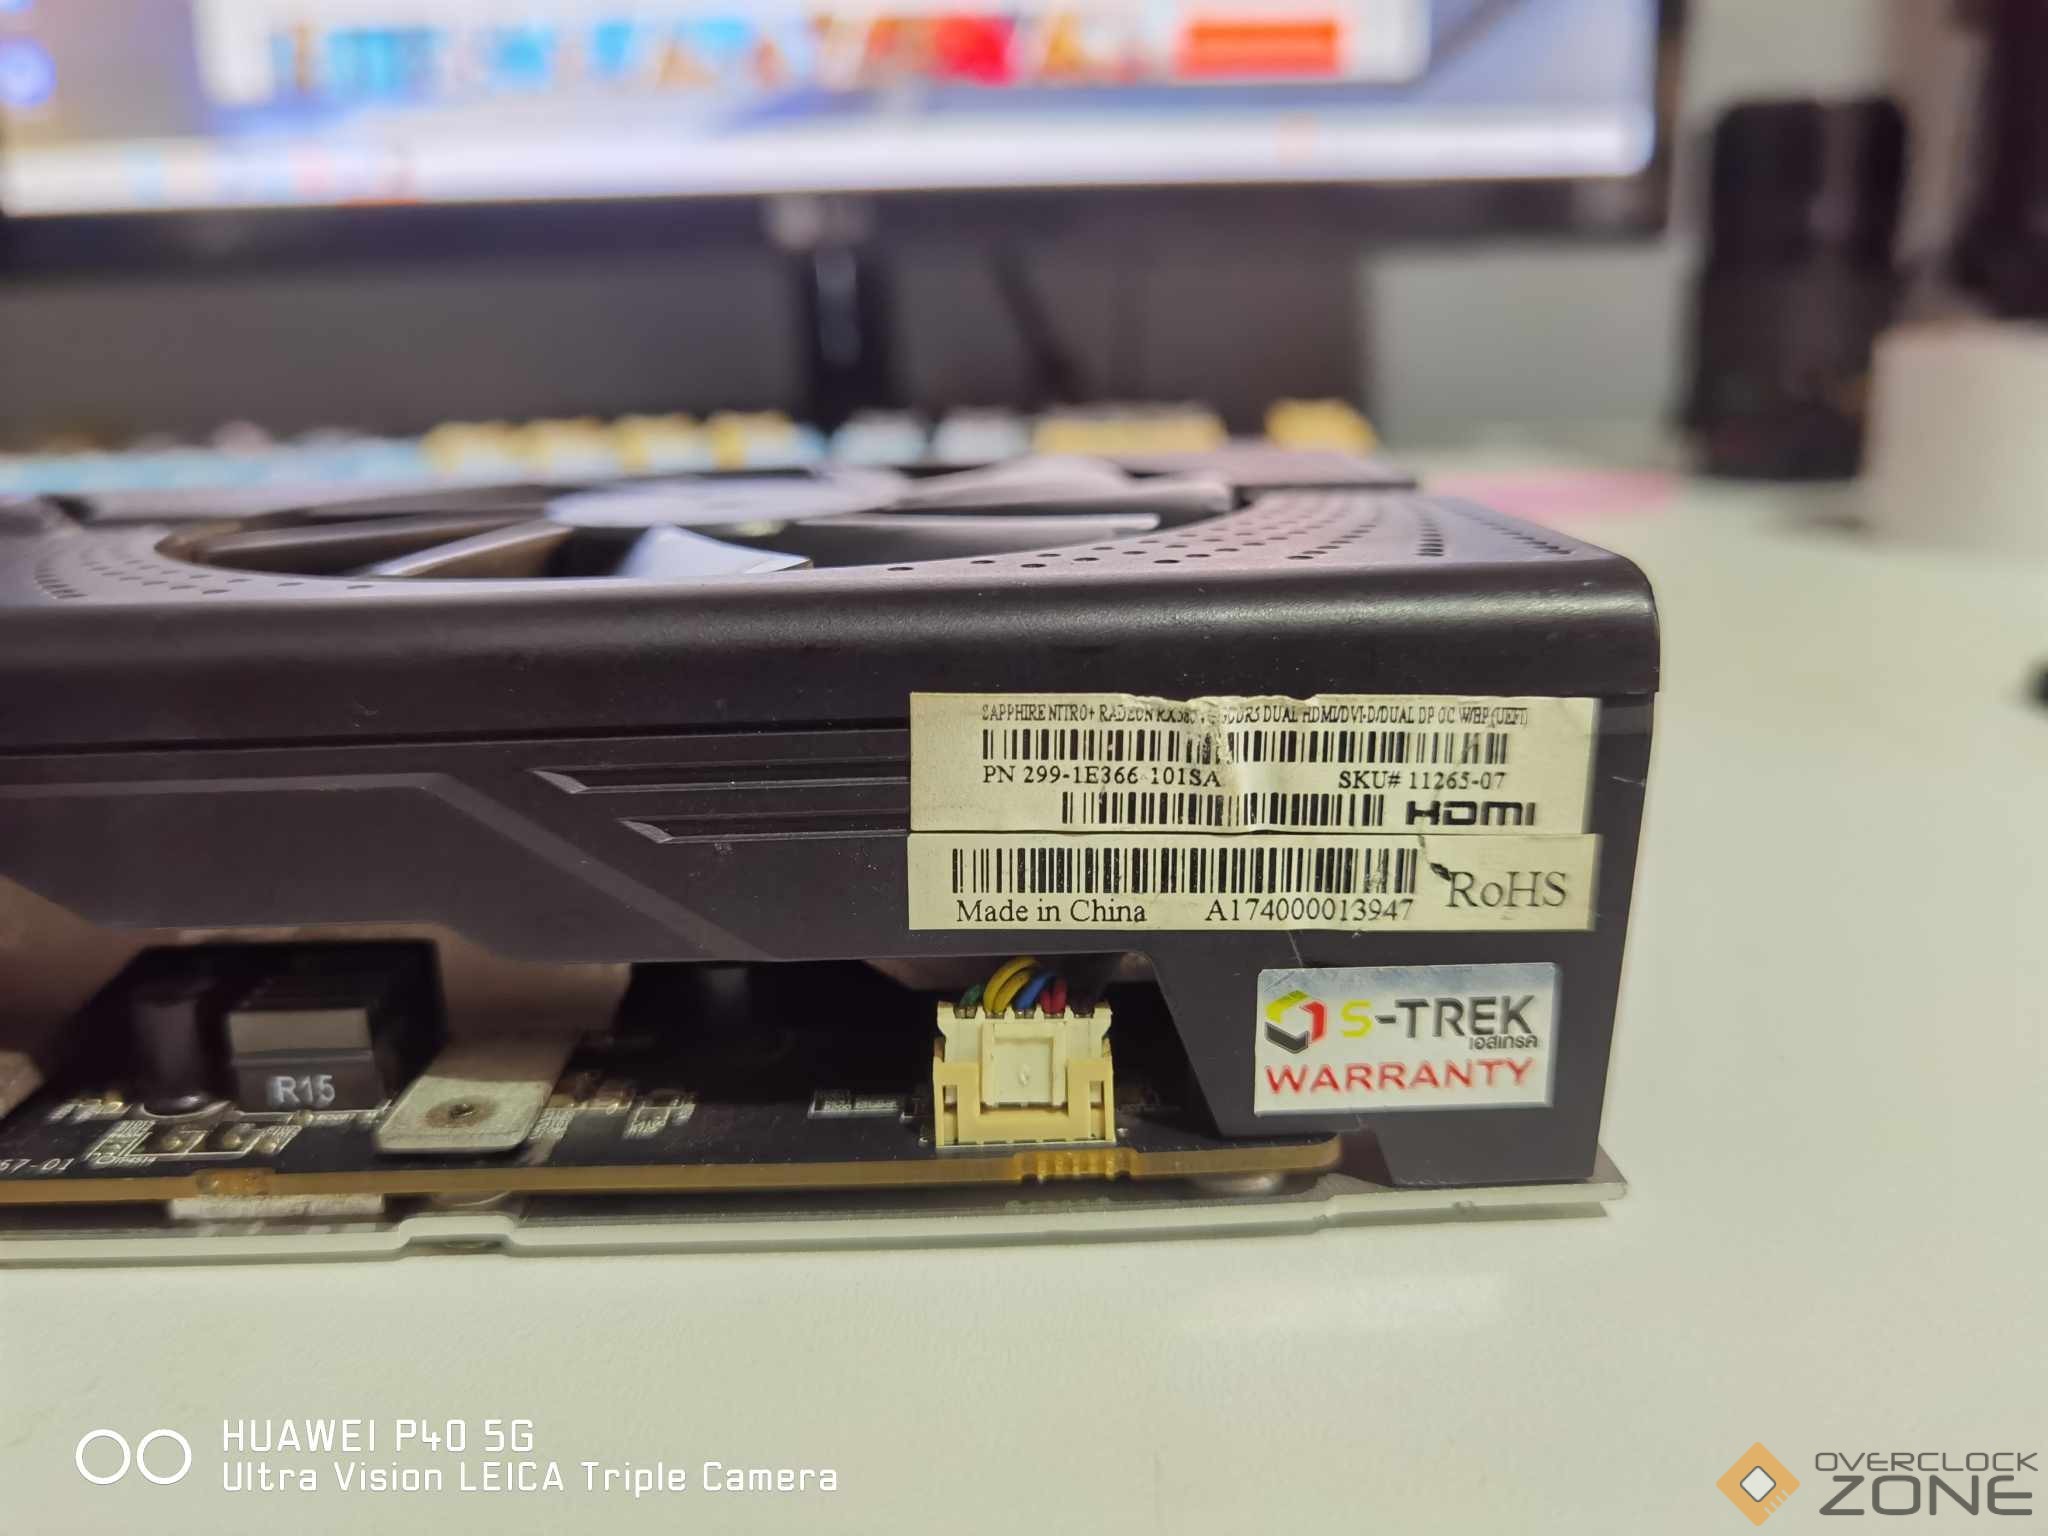 SAPPHIRE NITRO+ RADEON DUAL HDMI/DVI-D/DUAL DP OC W/BP (UEFI)
PN 299-1E366-101SA SKU# 11265-07
HDMI
Made in China A174000013947
RoHS
S-TREK
เอสเทรค
WARRANTY
R15
57-01
HUAWEI P40 5G
Ultra Vision LEICA Triple Camera
OVERCLOCK
ZONE